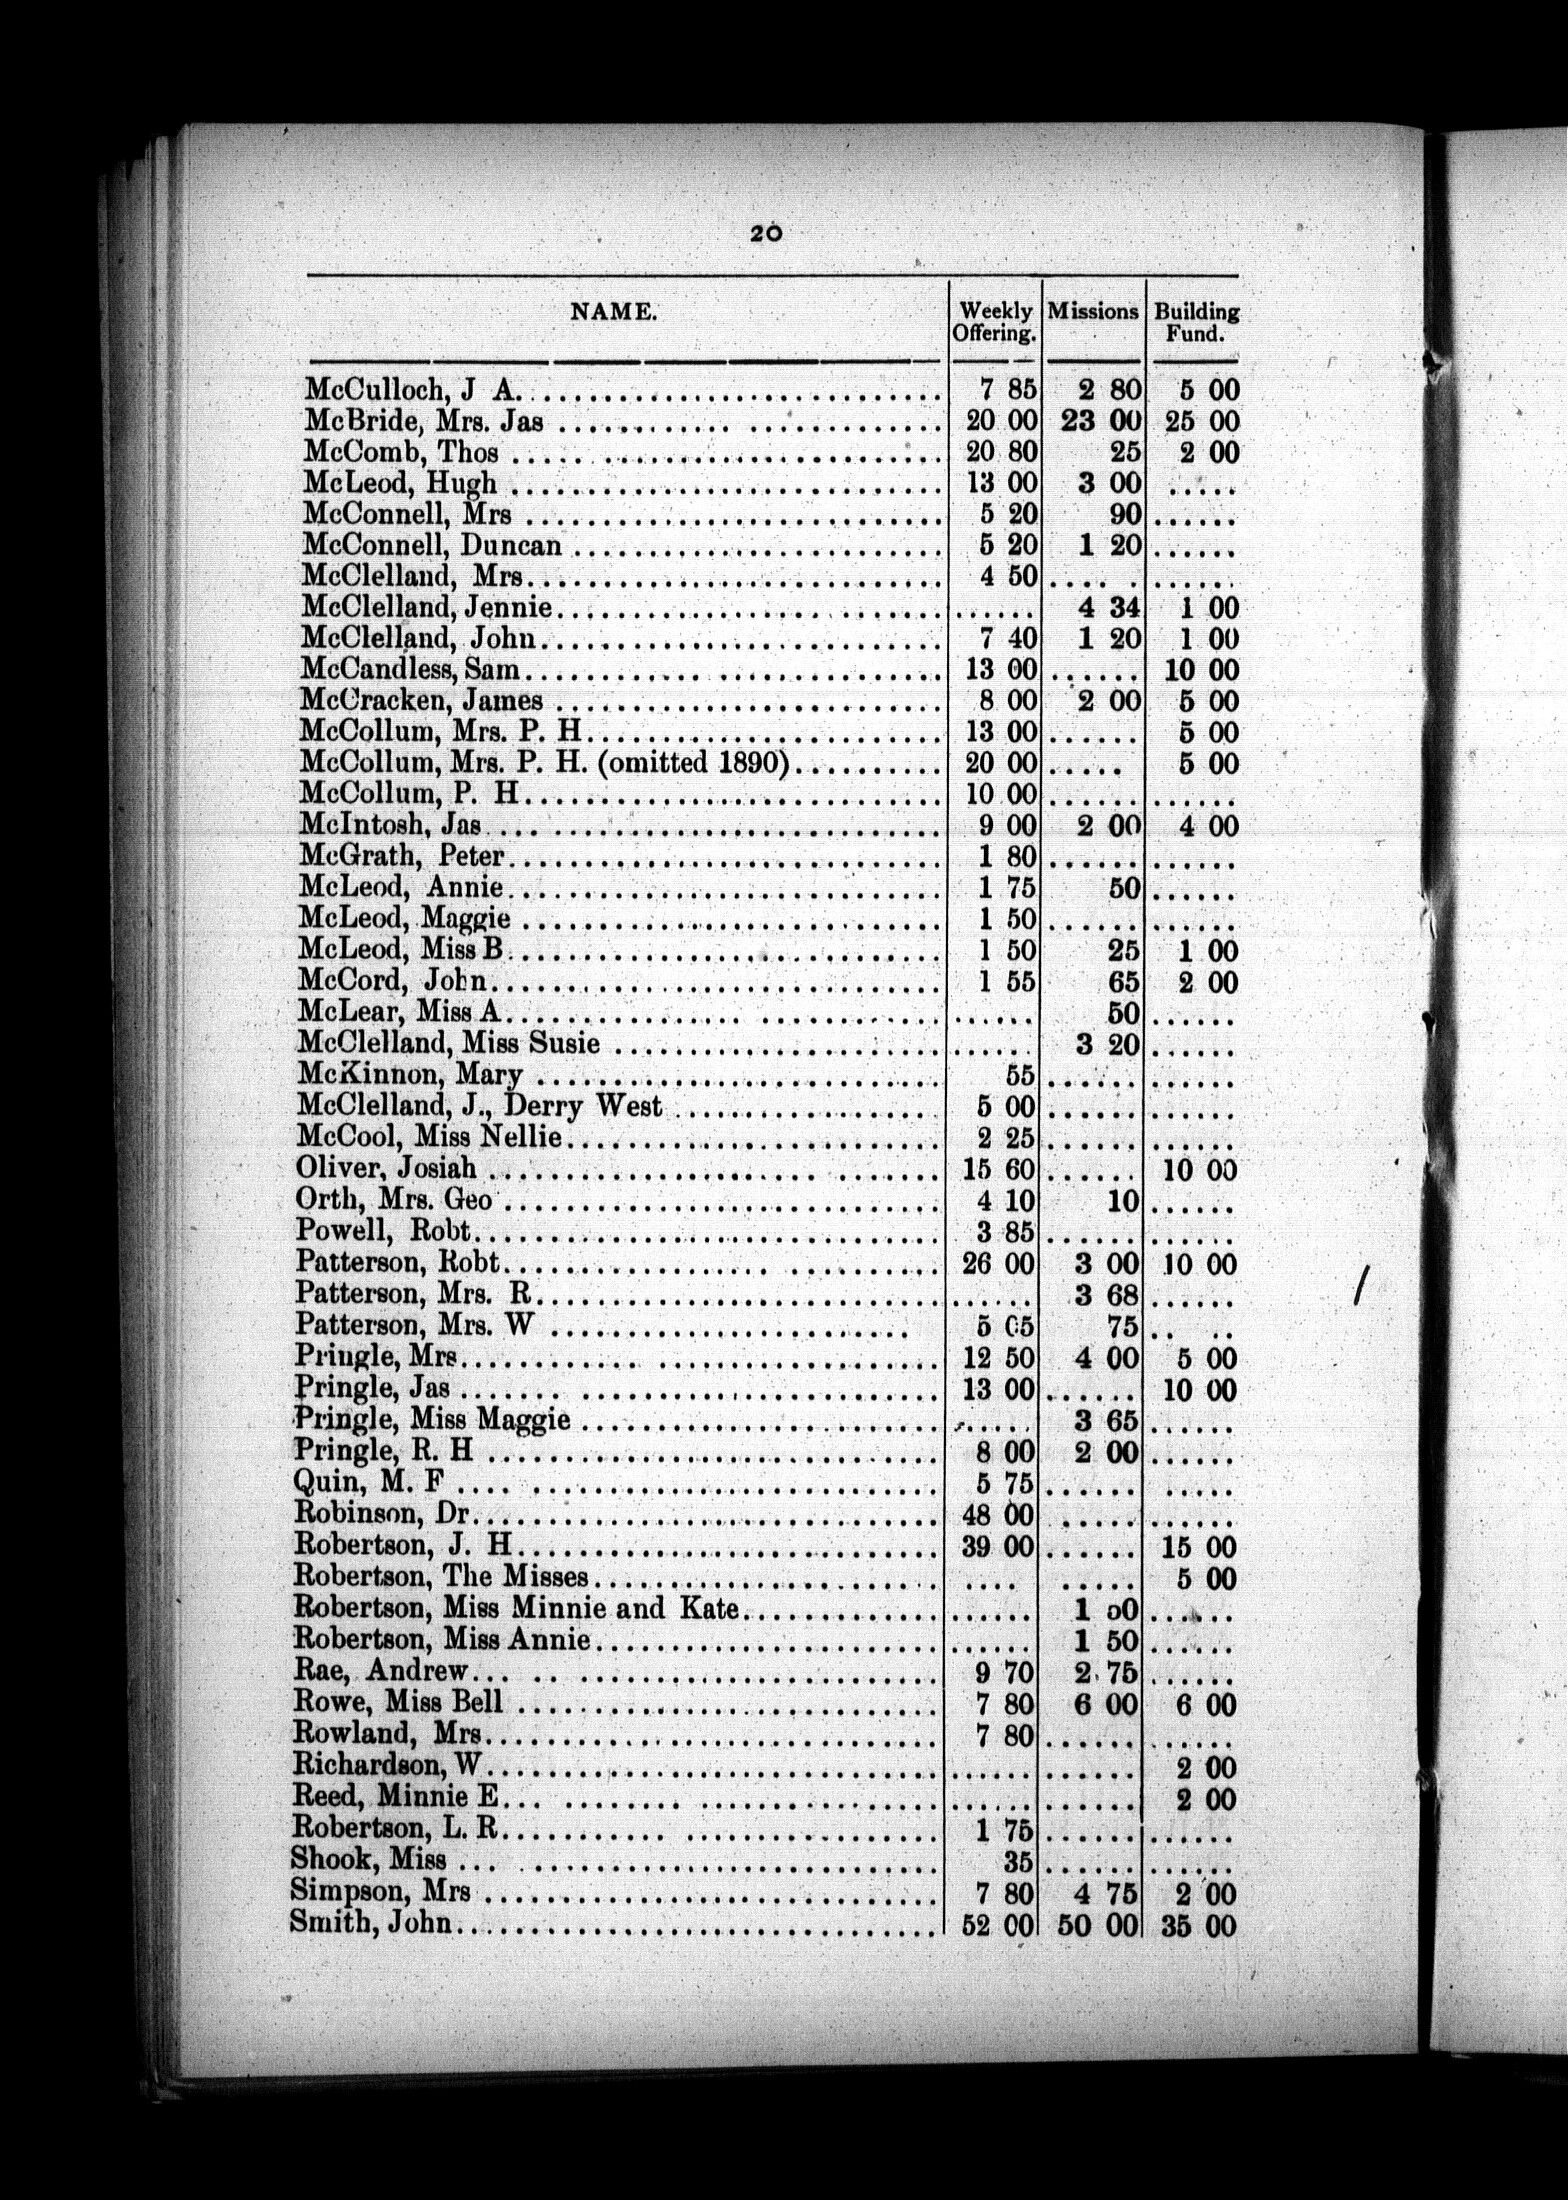 20
NAME. Weekly Offering. Missions Building Fund.
McCulloch, J A. 7 85 2 80 5 00
McBride, Mrs. Jas 20 00 23 00 25 00
McComb, Thos 20 80 25 2 00
McLeod, Hugh 13 00 3 00
McConnell, Mrs 5 20 90
McConnell, Duncan 5 20 1 20
McClelland, Mrs 4 50
McClelland, Jennie 4 34 1 00
McClelland, John 7 40 1 20 1 00
McCandless, Sam 13 00 10 00
McCracken, James 8 00 2 00 5 00
McCollum, Mrs. P. H 13 00 5 00
McCollum, Mrs. P. H. (omitted 1890) 20 00 5 00
McCollum, P. H 10 00
McIntosh, Jas 9 00 2 00 4 00
McGrath, Peter 1 80
McLeod, Annie 1 75 50
McLeod, Maggie 1 50
McLeod, Miss B 1 50 25 1 00
McCord, John 1 55 65 2 00
McLear, Miss A 50
McClelland, Miss Susie 3 20
McKinnon, Mary 55
McClelland, J., Derry West 5 00
McCool, Miss Nellie 2 25
Oliver, Josiah 15 60 10 00
Orth, Mrs. Geo 4 10 10
Powell, Robt 3 85
Patterson, Robt 26 00 3 00 10 00
Patterson, Mrs. R 3 68
Patterson, Mrs. W 5 05 75
Pringle, Mrs 12 50 4 00 5 00
Pringle, Jas 13 00 10 00
Pringle, Miss Maggie 3 65
Pringle, R. H 8 00 2 00
Quin, M. F 5 75
Robinson, Dr 48 00
Robertson, J. H 39 00 15 00
Robertson, The Misses 5 00
Robertson, Miss Minnie and Kate 1 50
Robertson, Miss Annie 1 50
Rae, Andrew 9 70 2 75
Rowe, Miss Bell 7 80 6 00 6 00
Rowland, Mrs 7 80
Richardson, W 2 00
Reed, Minnie E 2 00
Robertson, L. R 1 75
Shook, Miss 35
Simpson, Mrs 7 80 4 75 2 00
Smith, John 52 00 50 00 35 00